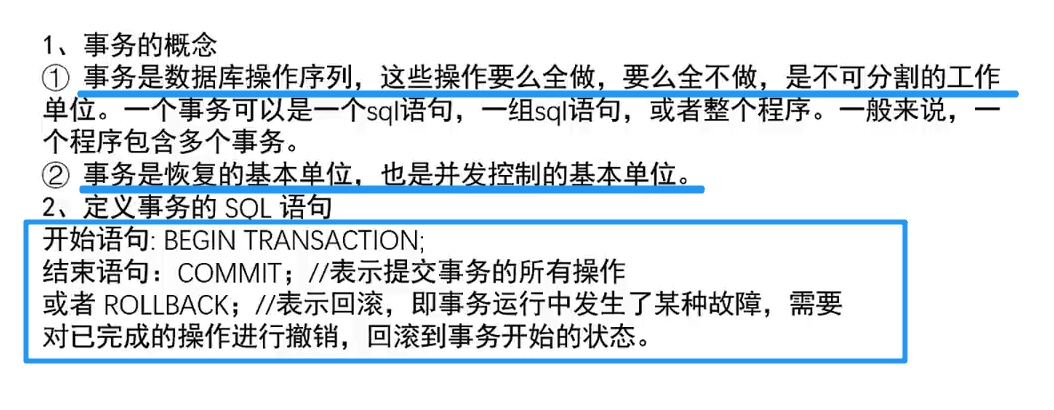 1、事务的概念
① 事务是数据库操作序列，这些操作要么全做，要么全不做，是不可分割的工作
单位。一个事务可以是一个sql语句，一组sql语句，或者整个程序。一般来说，一
个程序包含多个事务。
② 事务是恢复的基本单位，也是并发控制的基本单位。
2、定义事务的 SQL 语句
开始语句: BEGIN TRANSACTION;
结束语句：COMMIT；//表示提交事务的所有操作
或者 ROLLBACK；//表示回滚，即事务运行中发生了某种故障，需要
对已完成的操作进行撤销，回滚到事务开始的状态。